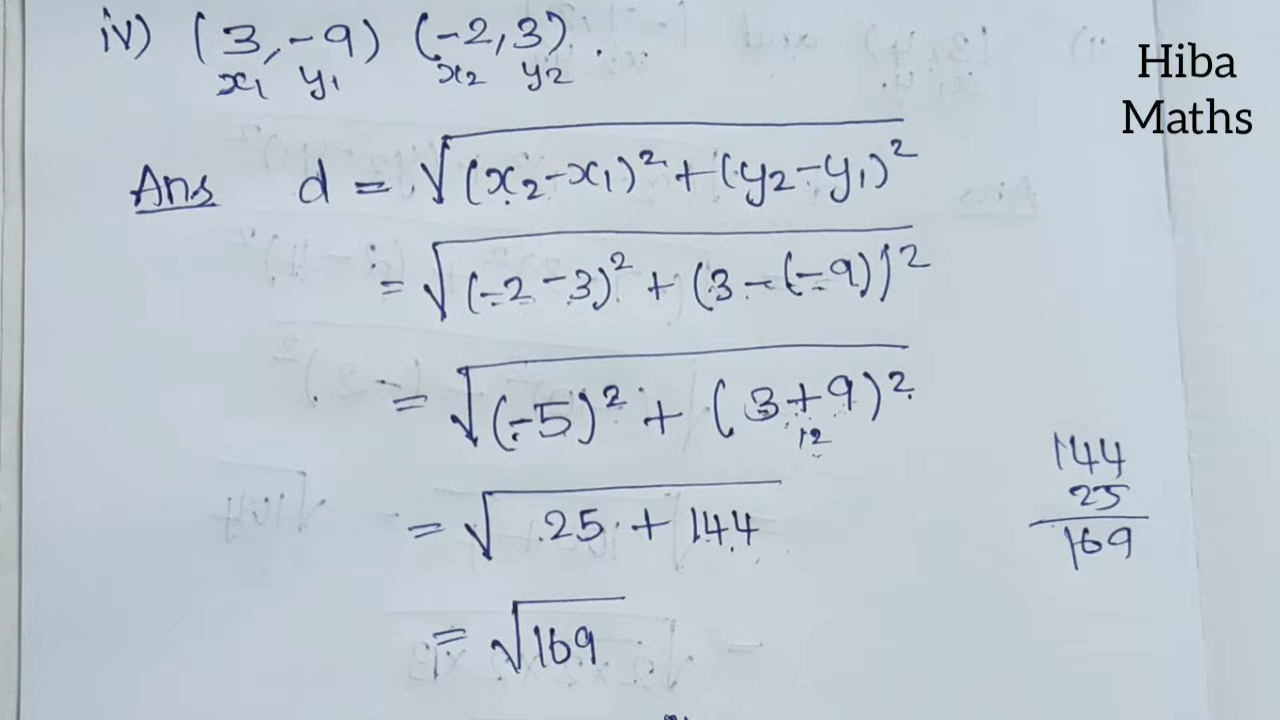 iv) (3, -9) (-2, 3).
x₁ y₁ x₂ y₂
Hiba
Maths
Ans d = √(x₂-x₁)² + (y₂-y₁)²
= √(-2-3)² + (3-(-9))²
= √(-5)² + (3+9)²
12
= √25 + 144
= √169
144
25
169